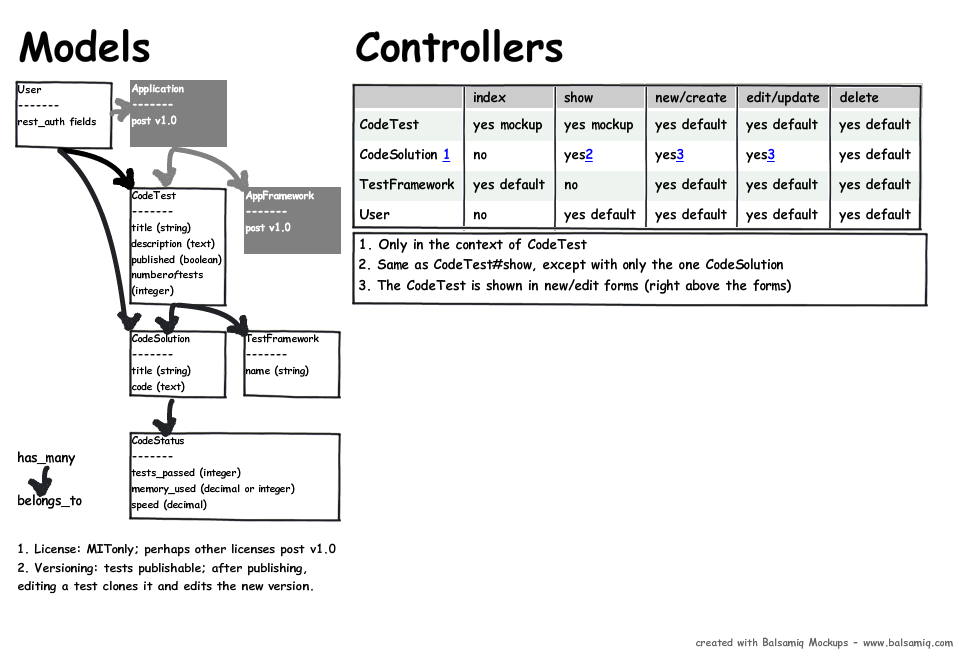 Models
User
-------
rest_auth fields
Application
-------
post v1.0
CodeTest
-------
title (string)
description (text)
published (boolean)
numberoftests
(integer)
AppFramework
-------
post v1.0
CodeSolution
-------
title (string)
code (text)
TestFramework
-------
name (string)
CodeStatus
-------
tests_passed (integer)
memory_used (decimal or integer)
speed (decimal)
has_many
belongs_to
1. License: MITonly; perhaps other licenses post v1.0
2. Versioning: tests publishable; after publishing,
editing a test clones it and edits the new version.
Controllers
index show new/create edit/update delete
CodeTest yes mockup yes mockup yes default yes default yes default
CodeSolution 1 no yes2 yes3 yes3 yes default
TestFramework yes default no yes default yes default yes default
User no yes default yes default yes default yes default
1. Only in the context of CodeTest
2. Same as CodeTest#show, except with only the one CodeSolution
3. The CodeTest is shown in new/edit forms (right above the forms)
created with Balsamiq Mockups - www.balsamiq.com